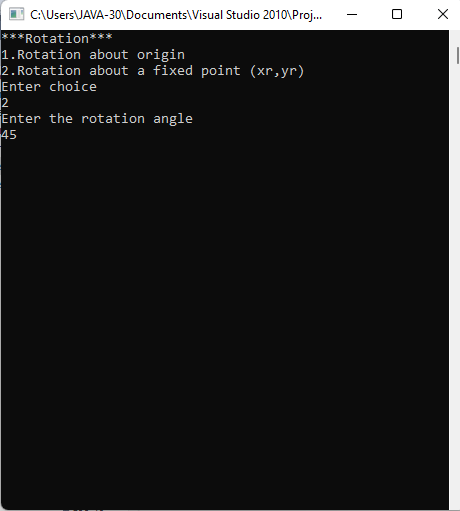 C:\Users\JAVA-30\Documents\Visual Studio 2010\Proj...
***Rotation***
1.Rotation about origin
2.Rotation about a fixed point (xr,yr)
Enter choice
2
Enter the rotation angle
45